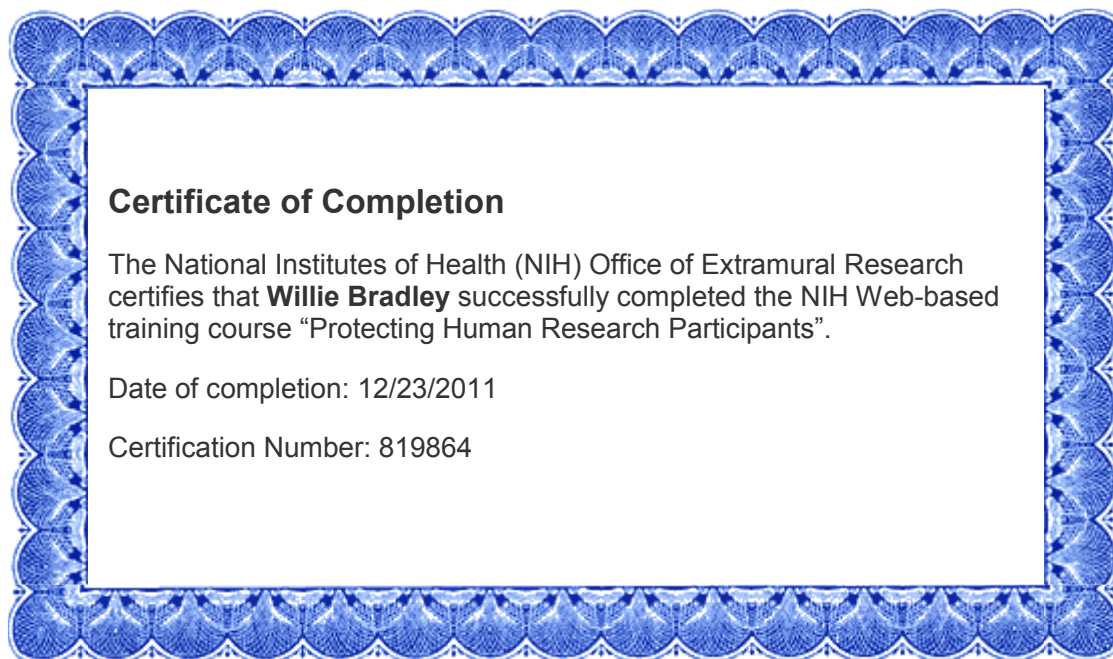 Certificate of Completion
The National Institutes of Health (NIH) Office of Extramural Research
certifies that Willie Bradley successfully completed the NIH Web-based
training course “Protecting Human Research Participants”.
Date of completion: 12/23/2011
Certification Number: 819864